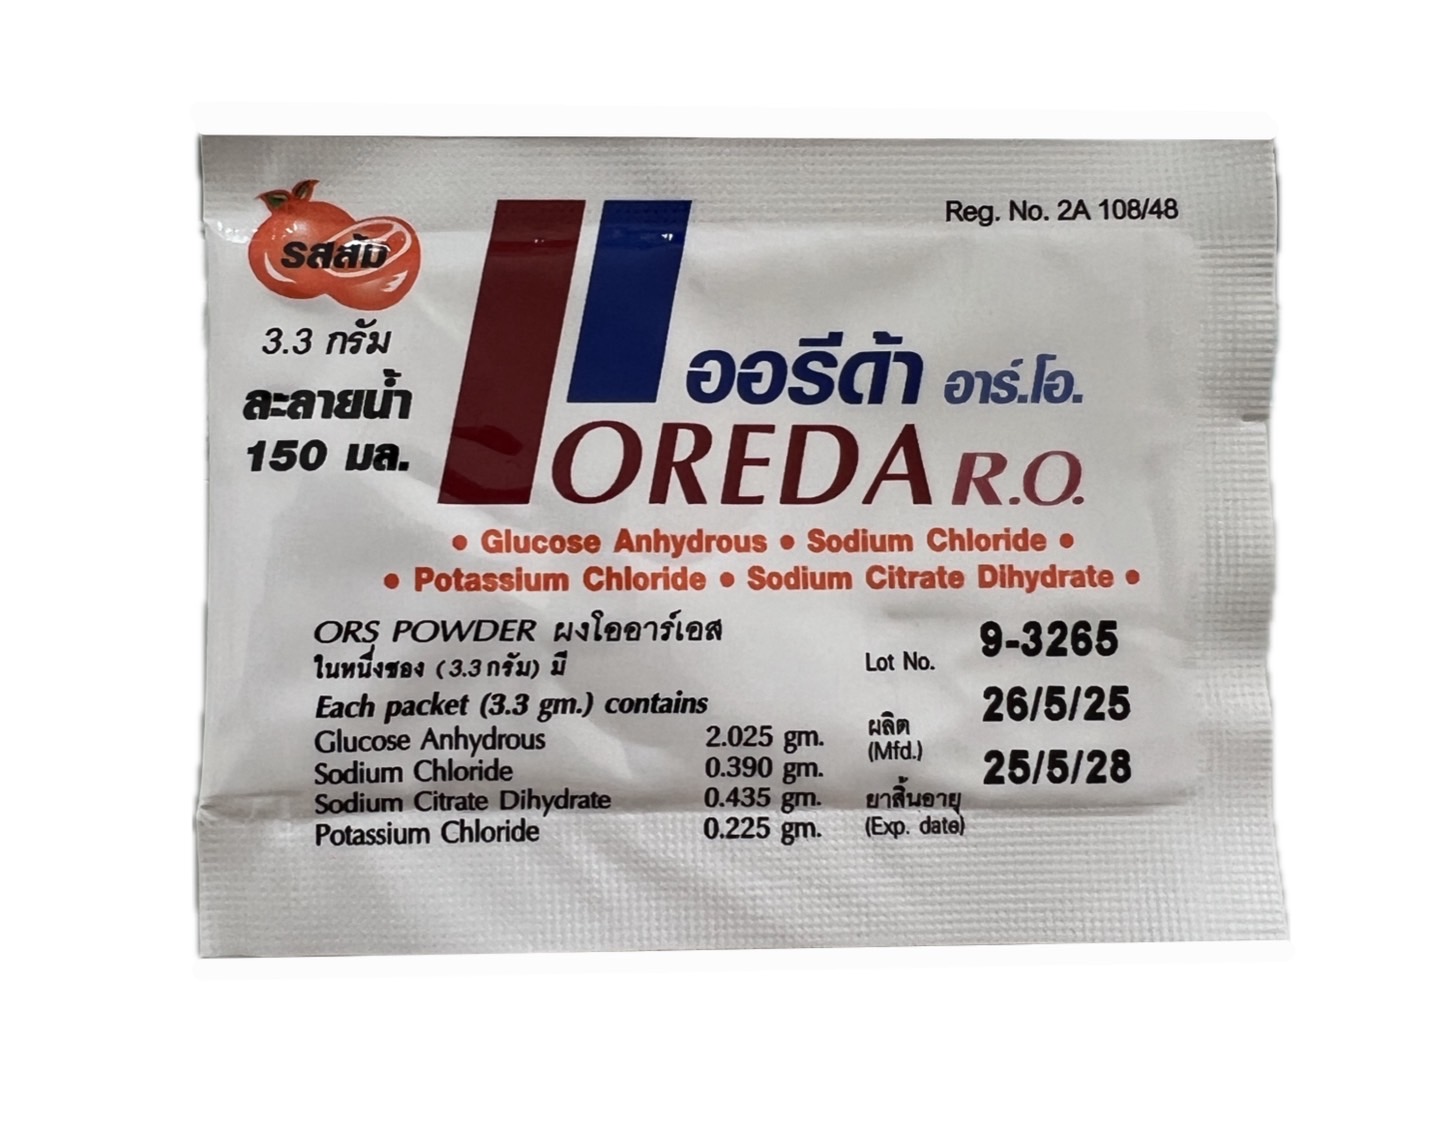 Reg. No. 2A 108/48
รสส้ม
3.3 กรัม
ละลายน้ำ
150 มล.
ออรีด้า อาร์.โอ.
OREDA R.O.
• Glucose Anhydrous • Sodium Chloride •
• Potassium Chloride • Sodium Citrate Dihydrate •
ORS POWDER ผงโออาร์เอส
ในหนึ่งซอง (3.3 กรัม) มี
Each packet (3.3 gm.) contains
Glucose Anhydrous 2.025 gm.
Sodium Chloride 0.390 gm.
Sodium Citrate Dihydrate 0.435 gm.
Potassium Chloride 0.225 gm.
Lot No. 9-3265
ผลิต 26/5/25
(Mfd.)
25/5/28
ยาสิ้นอายุ
(Exp. date)